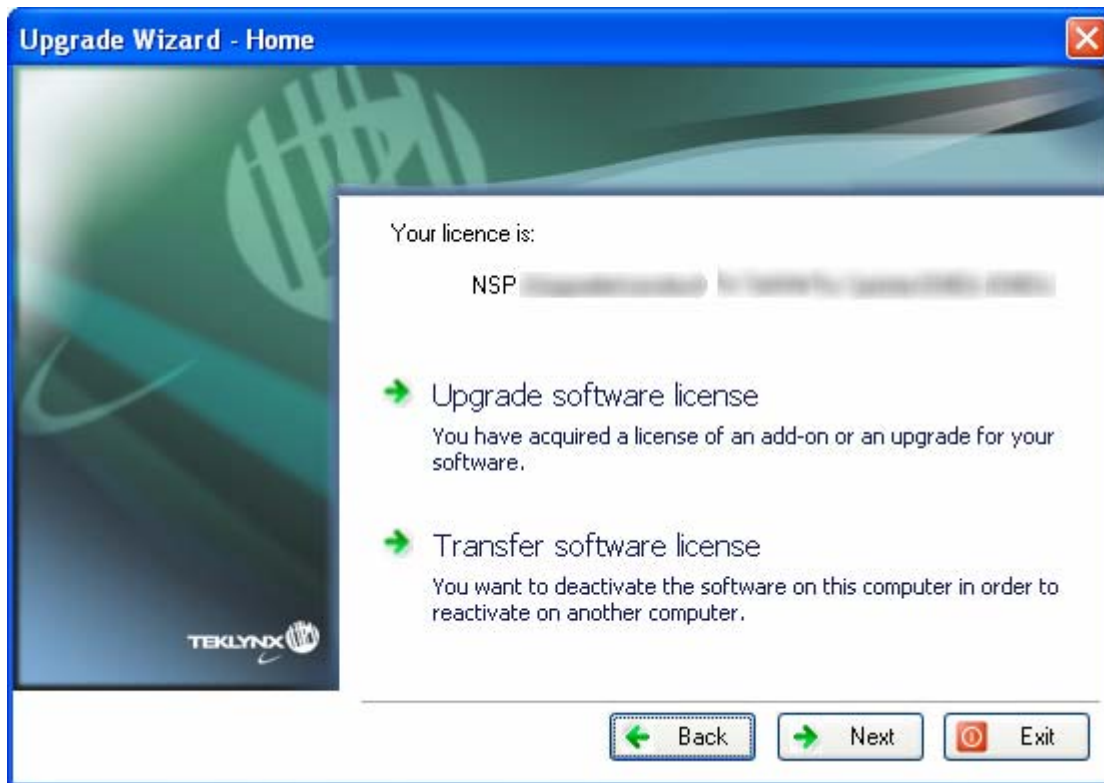 Upgrade Wizard - Home
Your licence is:
NSP
Upgrade software license
You have acquired a license of an add-on or an upgrade for your
software.
Transfer software license
You want to deactivate the software on this computer in order to
reactivate on another computer.
TEKLYNX
Back
Next
Exit